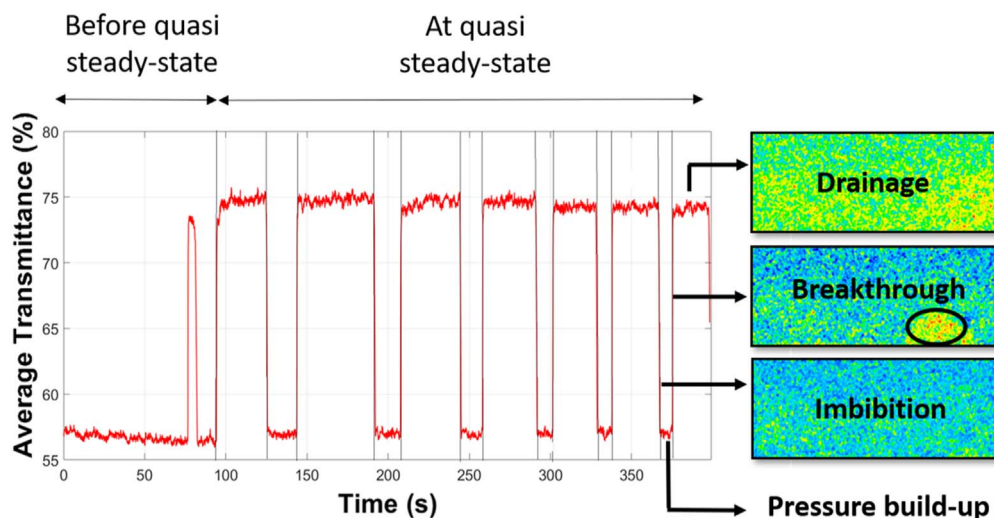 Before quasi
steady-state
At quasi
steady-state
Average Transmittance (%)
80
75
70
65
60
55
0
50
100
150
200
250
300
350
Time (s)
Drainage
Breakthrough
Imbibition
Pressure build-up